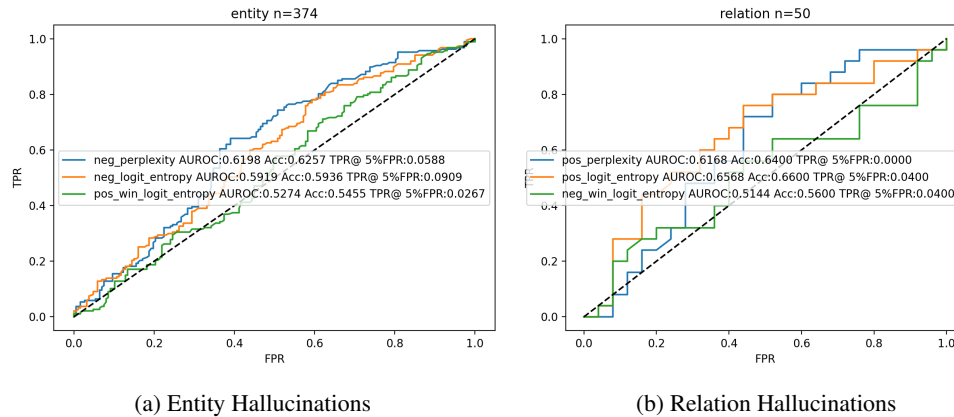 entity n=374
1.0
0.8
0.6
0.4
0.2
0.0
TPR
neg_perplexity AUROC:0.6198 Acc:0.6257 TPR@ 5%FPR:0.0588
neg_logit_entropy AUROC:0.5919 Acc:0.5936 TPR@ 5%FPR:0.0909
pos_win_logit_entropy AUROC:0.5274 Acc:0.5455 TPR@ 5%FPR:0.0267
0.0 0.2 0.4 0.6 0.8 1.0
FPR
(a) Entity Hallucinations
relation n=50
1.0
0.8
0.6
0.4
0.2
0.0
TPR
pos_perplexity AUROC:0.6168 Acc:0.6400 TPR@ 5%FPR:0.0000
pos_logit_entropy AUROC:0.6568 Acc:0.6600 TPR@ 5%FPR:0.0400
neg_win_logit_entropy AUROC:0.5144 Acc:0.5600 TPR@ 5%FPR:0.0400
0.0 0.2 0.4 0.6 0.8 1.0
FPR
(b) Relation Hallucinations